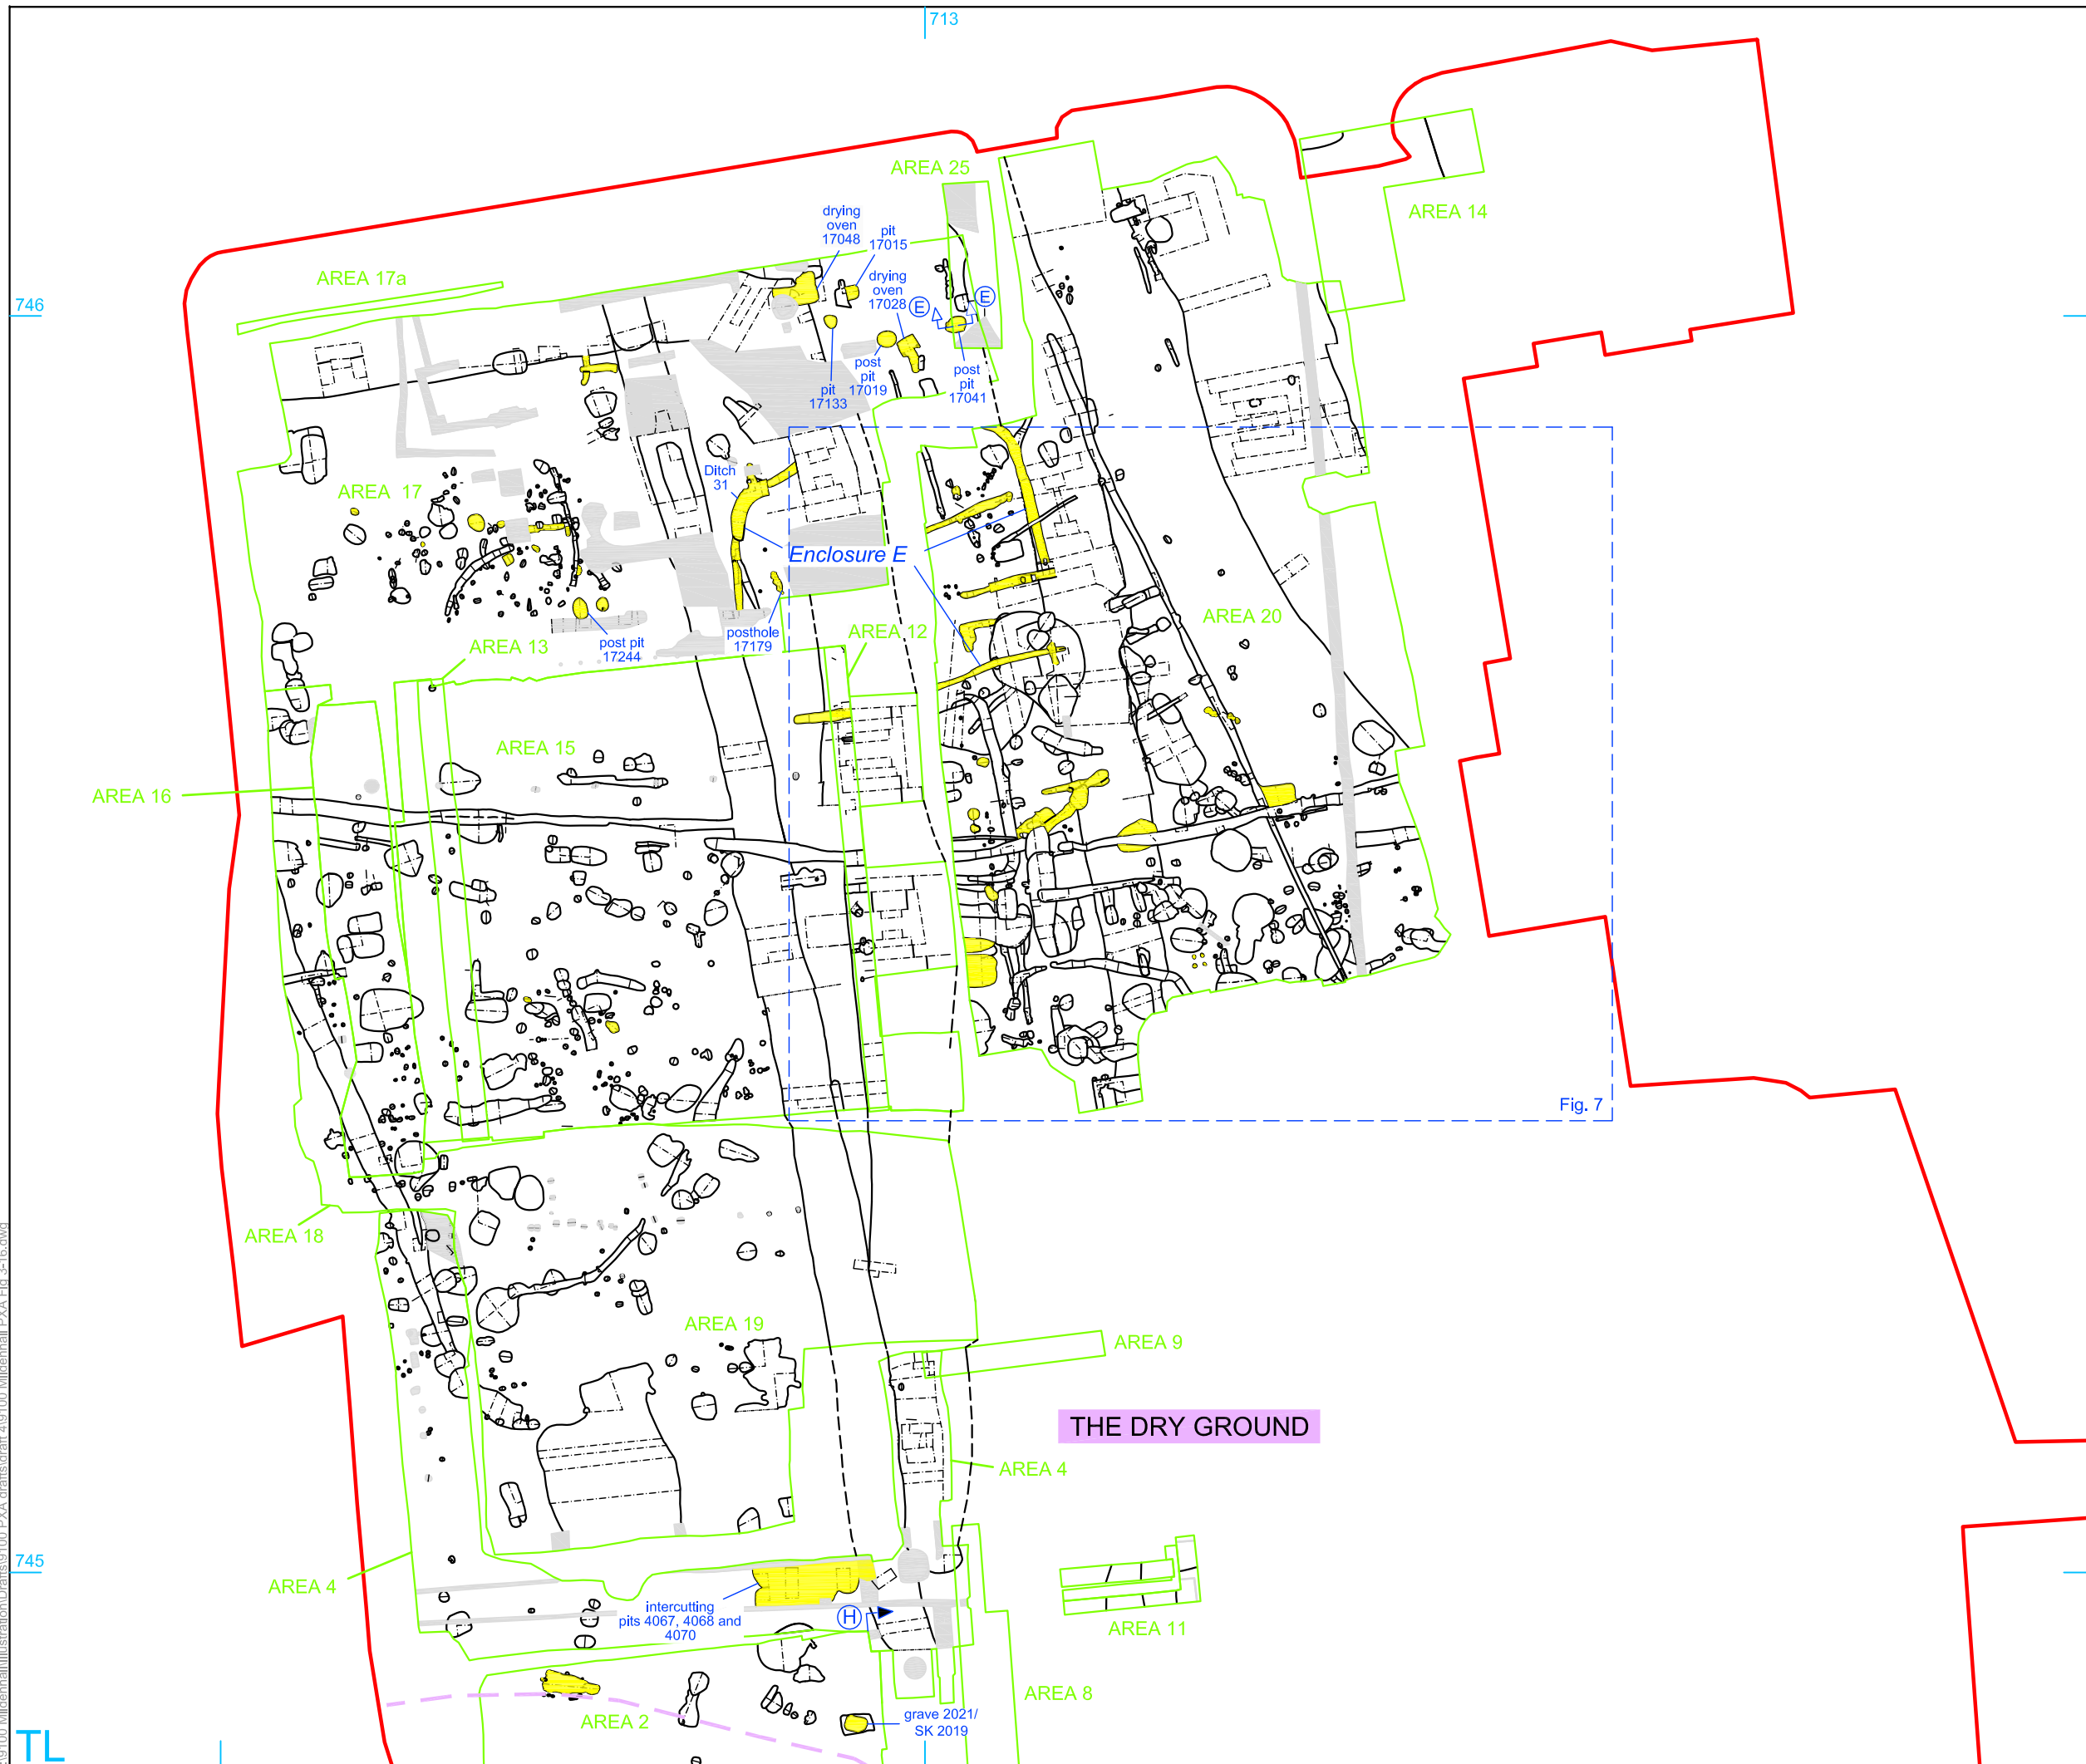 713
AREA 25
drying
oven
17048
pit
17015
AREA 14
AREA 17a
drying
oven
17028
E
E
746
post
pit
17019
post
pit
17041
pit
17133
Ditch
31
AREA 17
Enclosure E
AREA 20
posthole
17179
AREA 12
post pit
17244
AREA 13
AREA 15
AREA 16
Fig. 7
AREA 18
AREA 19
AREA 9
THE DRY GROUND
AREA 4
745
AREA 4
intercutting
pits 4067, 4068 and
4070
H
AREA 11
AREA 8
AREA 2
grave 2021/
SK 2019
TL